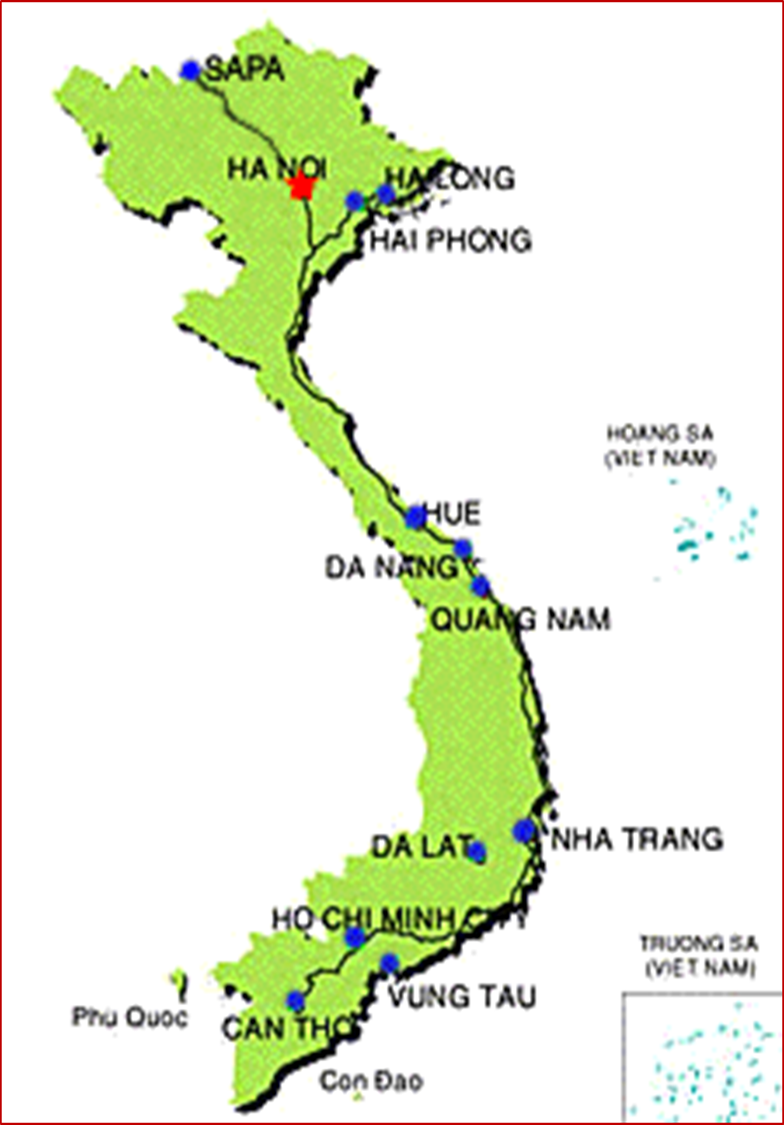 SAPA
HA NOI
HA LONG
HAI PHONG
HOANG SA
(VIET NAM)
HUE
DA NANG
QUANG NAM
DA LAT
NHA TRANG
HO CHI MINH CITY
TRUONG SA
(VIET NAM)
VUNG TAU
Phu Quoc
CAN THO
Con Đao